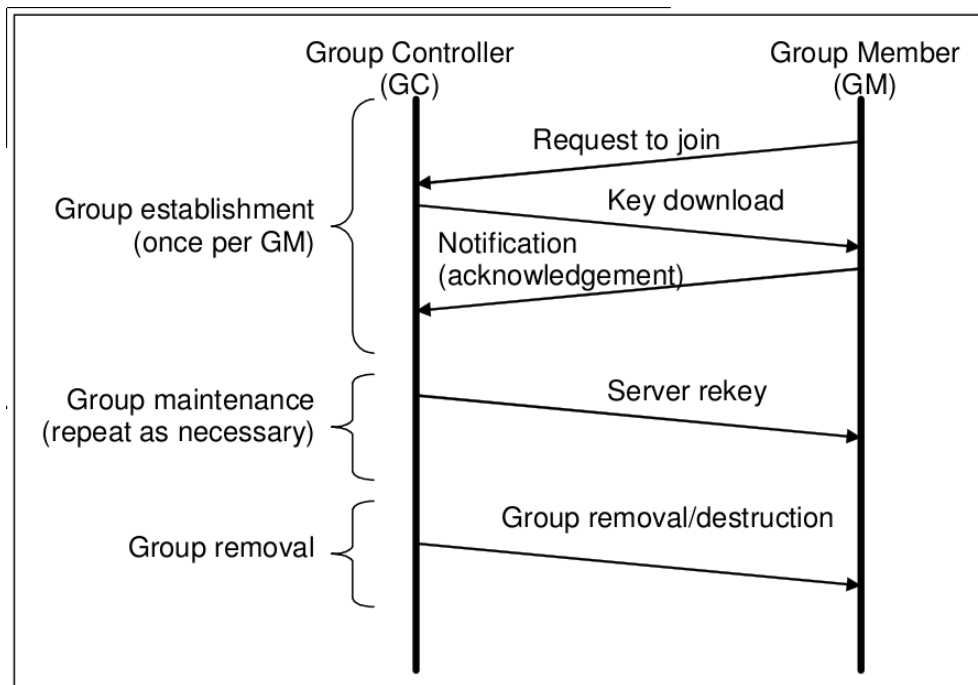 Group Controller
(GC)
Group Member
(GM)
Request to join
Key download
Group establishment
(once per GM)
Notification
(acknowledgement)
Server rekey
Group maintenance
(repeat as necessary)
Group removal/destruction
Group removal